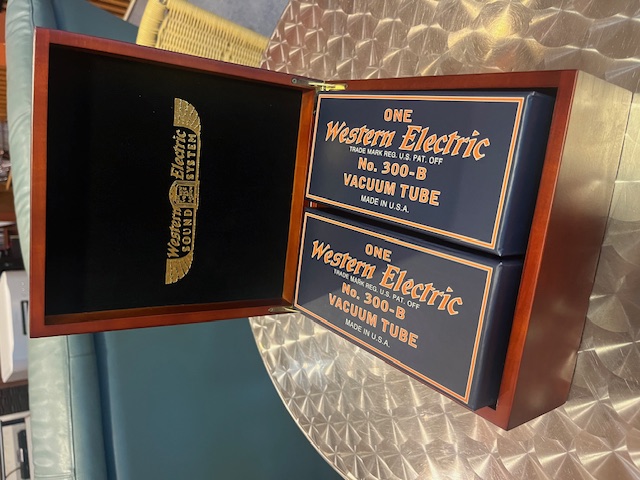 Western Electric
SOUND SYSTEM
ONE
Western Electric
TRADE MARK REG. U.S. PAT. OFF
No. 300-B
VACUUM TUBE
MADE IN U.S.A.
ONE
Western Electric
TRADE MARK REG. U.S. PAT. OFF
No. 300-B
VACUUM TUBE
MADE IN U.S.A.